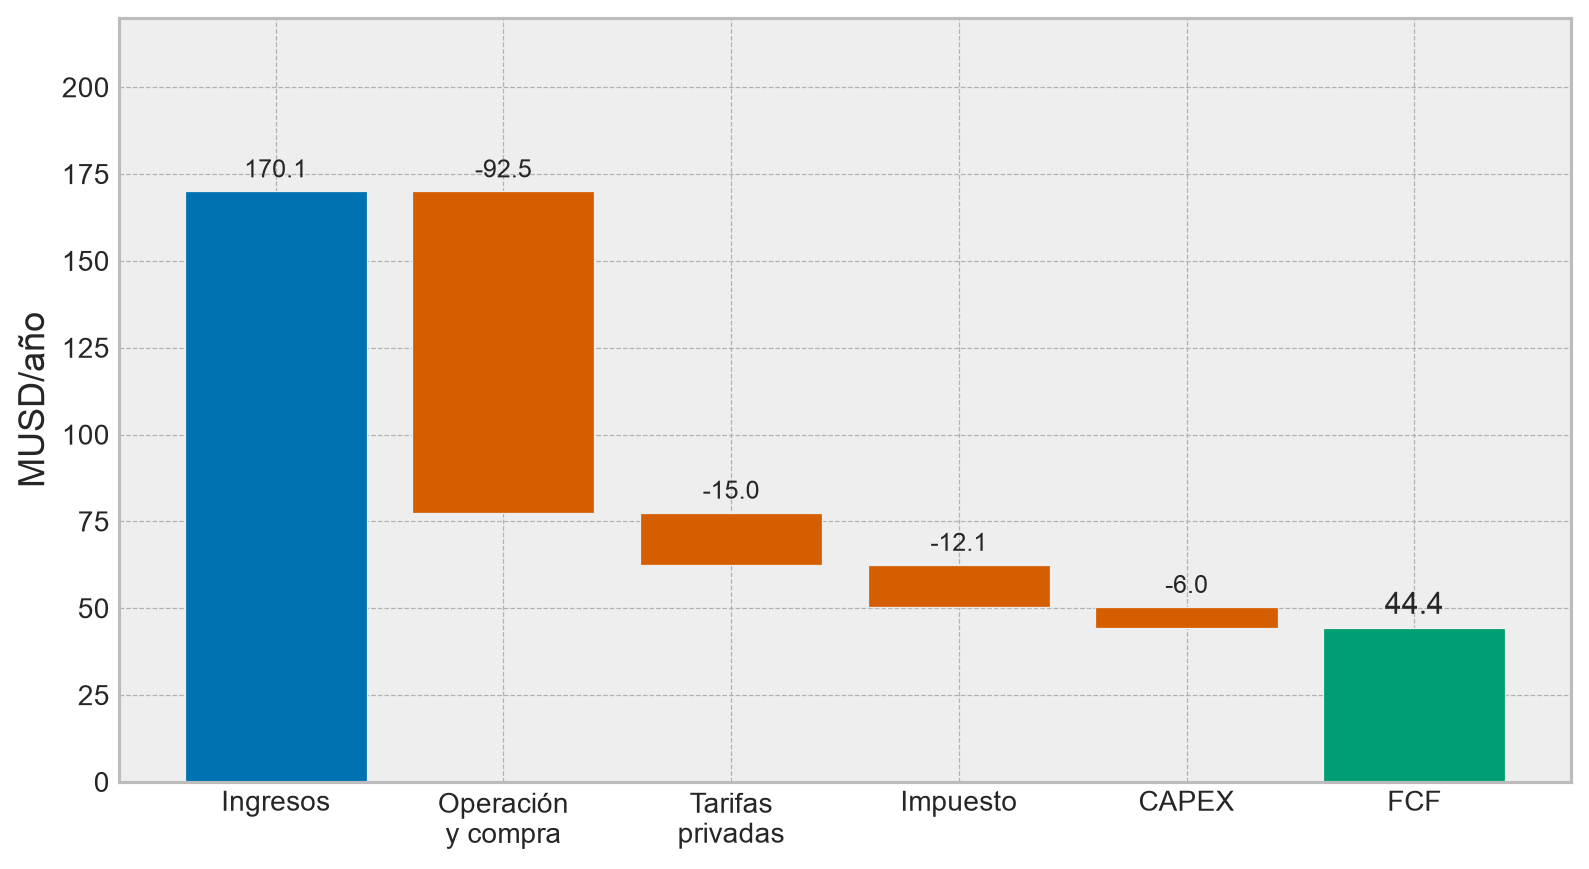 MUSD/año
200
175
150
125
100
75
50
25
0
170.1
-92.5
-15.0
-12.1
-6.0
44.4
Ingresos
Operación
y compra
Tarifas
privadas
Impuesto
CAPEX
FCF